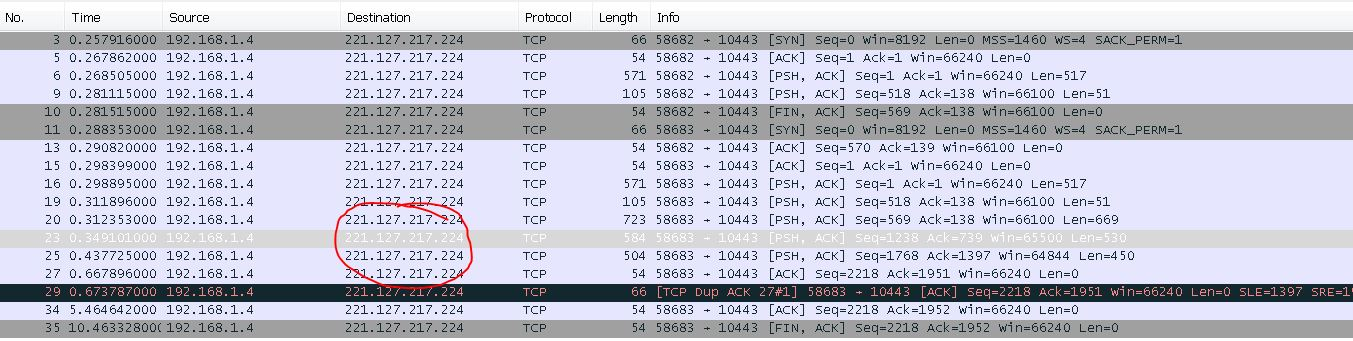 No. Time Source Destination Protocol Length Info
3 0.257916000 192.168.1.4 221.127.217.224 TCP 66 58682 → 10443 [SYN] Seq=0 Win=8192 Len=0 MSS=1460 WS=4 SACK_PERM=1
5 0.267862000 192.168.1.4 221.127.217.224 TCP 54 58682 → 10443 [ACK] Seq=1 Ack=1 Win=66240 Len=0
6 0.268505000 192.168.1.4 221.127.217.224 TCP 571 58682 → 10443 [PSH, ACK] Seq=1 Ack=1 Win=66240 Len=517
9 0.281115000 192.168.1.4 221.127.217.224 TCP 105 58682 → 10443 [PSH, ACK] Seq=518 Ack=138 Win=66100 Len=51
10 0.281515000 192.168.1.4 221.127.217.224 TCP 54 58682 → 10443 [FIN, ACK] Seq=569 Ack=138 Win=66100 Len=0
11 0.288353000 192.168.1.4 221.127.217.224 TCP 66 58683 → 10443 [SYN] Seq=0 Win=8192 Len=0 MSS=1460 WS=4 SACK_PERM=1
13 0.290820000 192.168.1.4 221.127.217.224 TCP 54 58682 → 10443 [ACK] Seq=570 Ack=139 Win=66100 Len=0
15 0.298399000 192.168.1.4 221.127.217.224 TCP 54 58683 → 10443 [ACK] Seq=1 Ack=1 Win=66240 Len=0
16 0.298895000 192.168.1.4 221.127.217.224 TCP 571 58683 → 10443 [PSH, ACK] Seq=1 Ack=1 Win=66240 Len=517
19 0.311896000 192.168.1.4 221.127.217.224 TCP 105 58683 → 10443 [PSH, ACK] Seq=518 Ack=138 Win=66100 Len=51
20 0.312353000 192.168.1.4 221.127.217.224 TCP 723 58683 → 10443 [PSH, ACK] Seq=569 Ack=138 Win=66100 Len=669
23 0.349101000 192.168.1.4 221.127.217.224 TCP 584 58683 → 10443 [PSH, ACK] Seq=1238 Ack=739 Win=65500 Len=530
25 0.437725000 192.168.1.4 221.127.217.224 TCP 504 58683 → 10443 [PSH, ACK] Seq=1768 Ack=1397 Win=64844 Len=450
27 0.667896000 192.168.1.4 221.127.217.224 TCP 54 58683 → 10443 [ACK] Seq=2218 Ack=1951 Win=66240 Len=0
29 0.673787000 192.168.1.4 221.127.217.224 TCP 66 [TCP Dup ACK 27#1] 58683 → 10443 [ACK] Seq=2218 Ack=1951 Win=66240 Len=0 SLE=1397
34 5.464642000 192.168.1.4 221.127.217.224 TCP 54 58683 → 10443 [ACK] Seq=2218 Ack=1952 Win=66240 Len=0
35 10.463328000 192.168.1.4 221.127.217.224 TCP 54 58683 → 10443 [FIN, ACK] Seq=2218 Ack=1952 Win=66240 Len=0